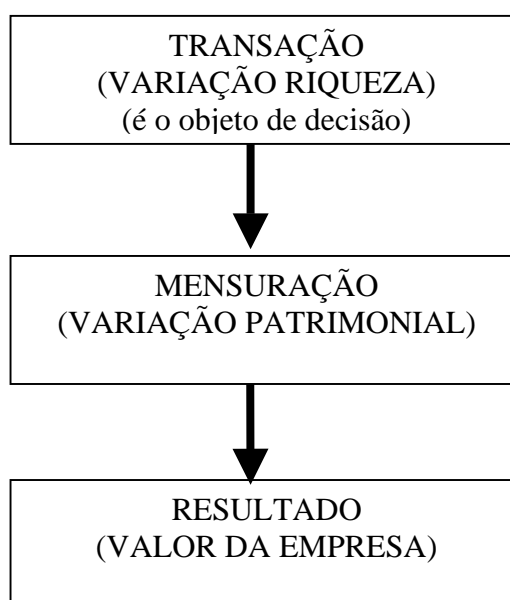 TRANSAÇÃO
(VARIAÇÃO RIQUEZA)
(é o objeto de decisão)
MENSURAÇÃO
(VARIAÇÃO PATRIMONIAL)
RESULTADO
(VALOR DA EMPRESA)